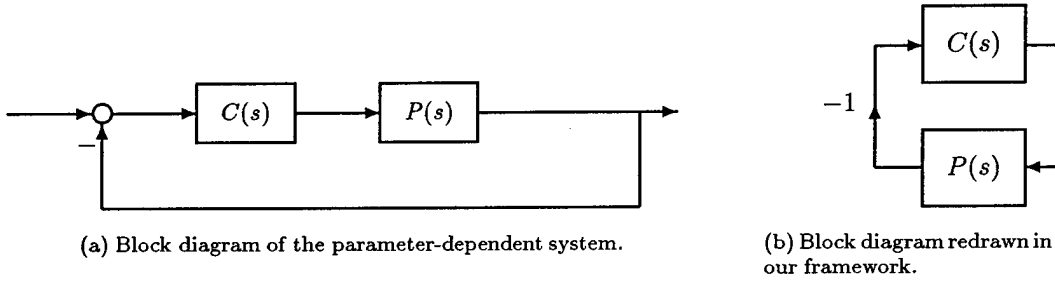 C(s)
P(s)
−
(a) Block diagram of the parameter-dependent system.
C(s)
−1
P(s)
(b) Block diagram redrawn in
our framework.